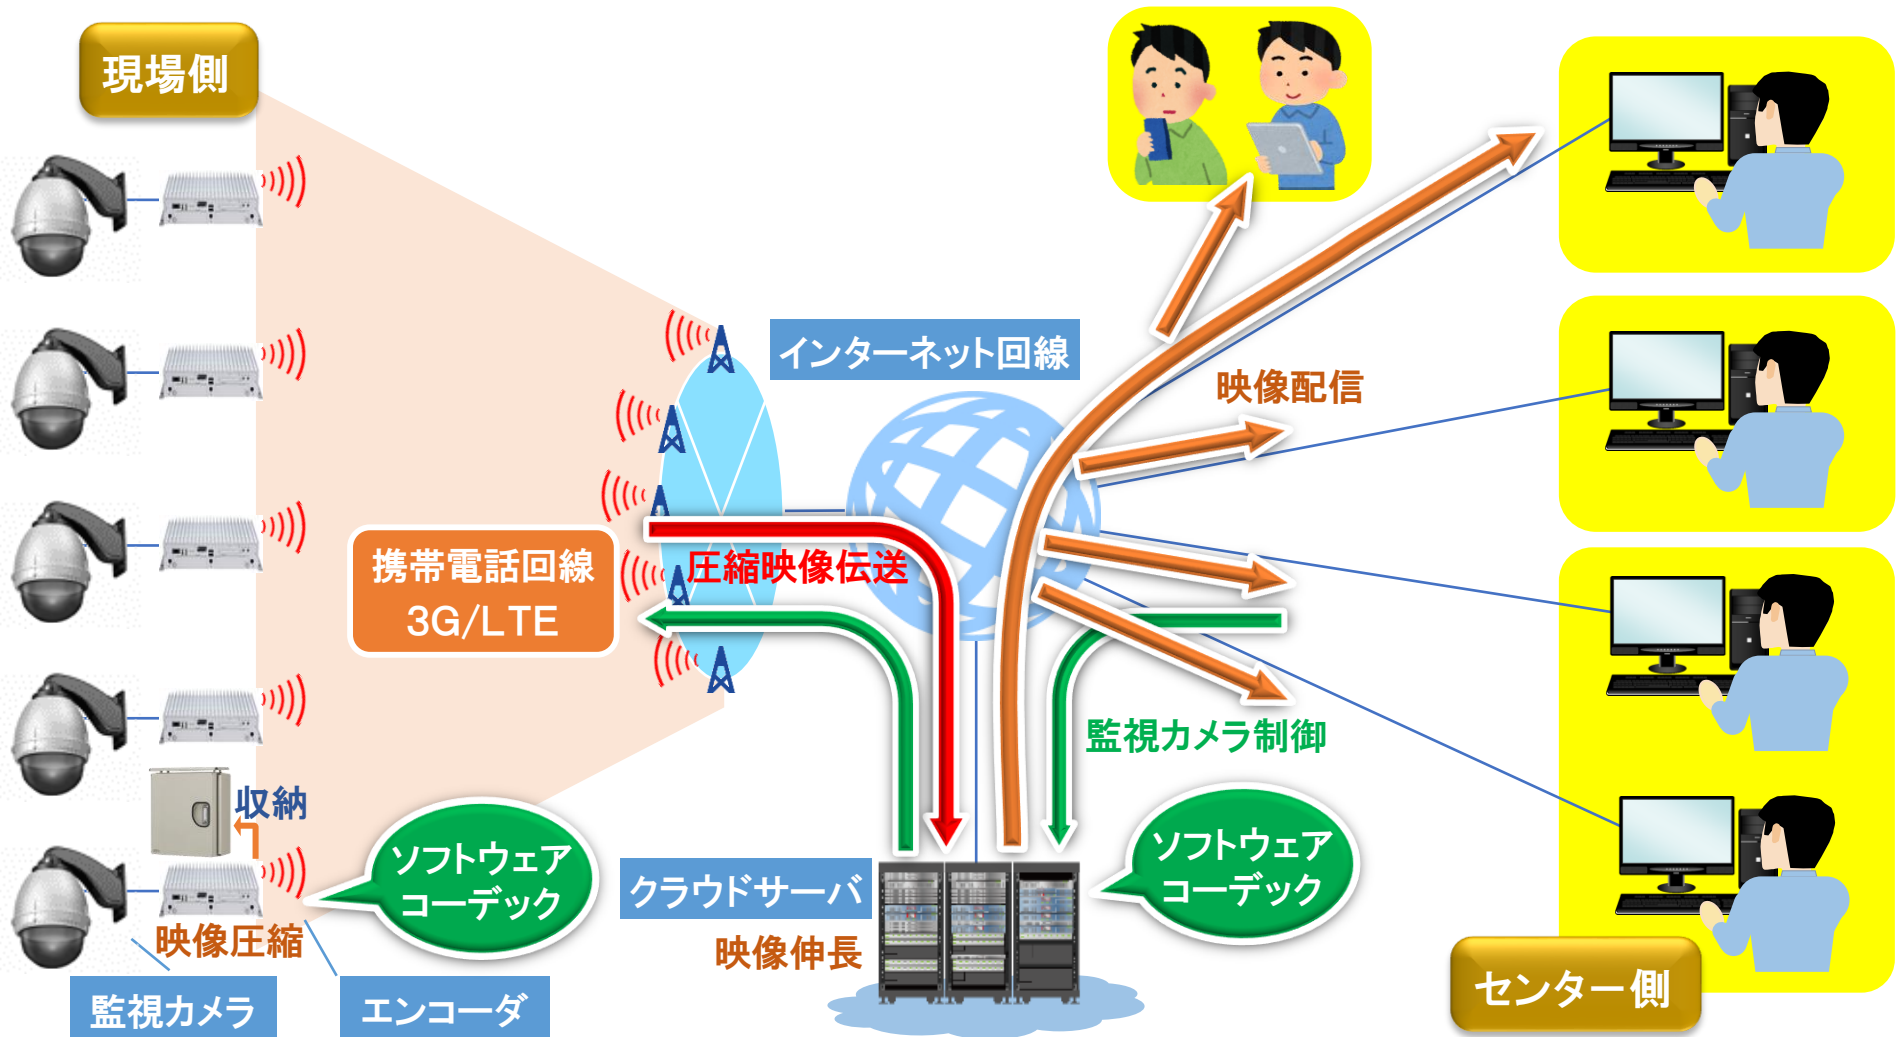 現場側
インターネット回線
映像配信
携帯電話回線
3G/LTE
圧縮映像伝送
監視カメラ制御
収納
ソフトウェア
コーデック
ソフトウェア
コーデック
クラウドサーバ
映像圧縮
映像伸長
監視カメラ
エンコーダ
センター側